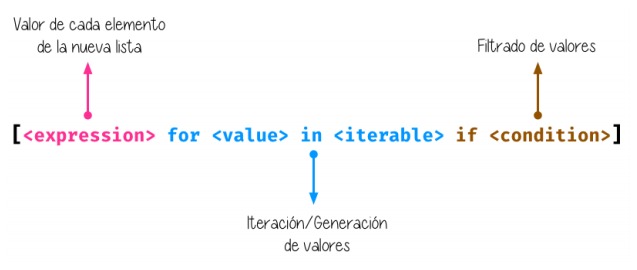 Valor de cada elemento
de la nueva lista
Filtrado de valores
[<expression> for <value> in <iterable> if <condition>]
Iteración/Generación
de valores